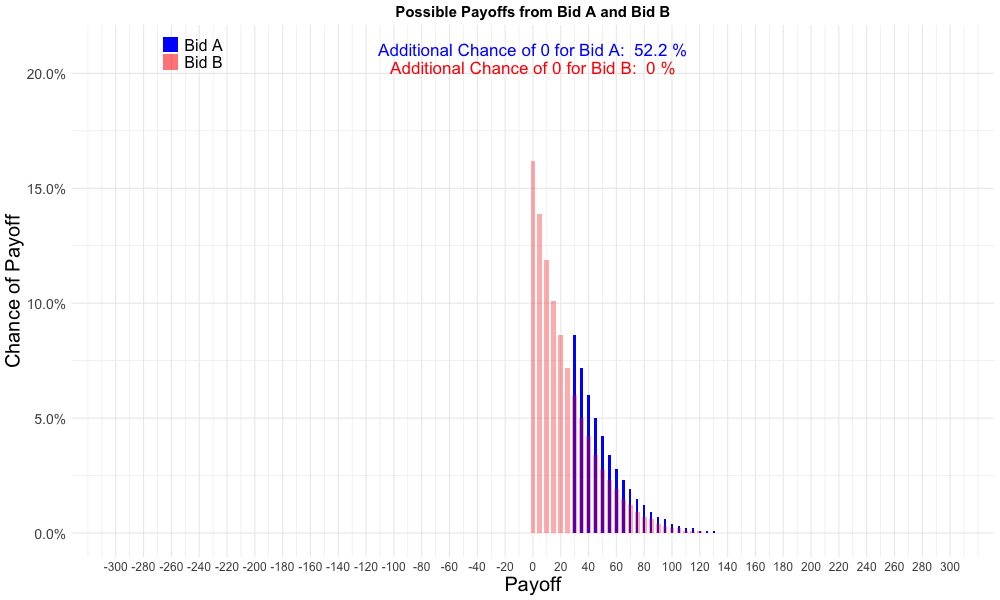 Possible Payoffs from Bid A and Bid B
Bid A
Bid B
Additional Chance of 0 for Bid A:  52.2 %
Additional Chance of 0 for Bid B:  0 %
Chance of Payoff
20.0%
15.0%
10.0%
5.0%
0.0%
-300 -280 -260 -240 -220 -200 -180 -160 -140 -120 -100 -80 -60 -40 -20 0 20 40 60 80 100 120 140 160 180 200 220 240 260 280 300
Payoff